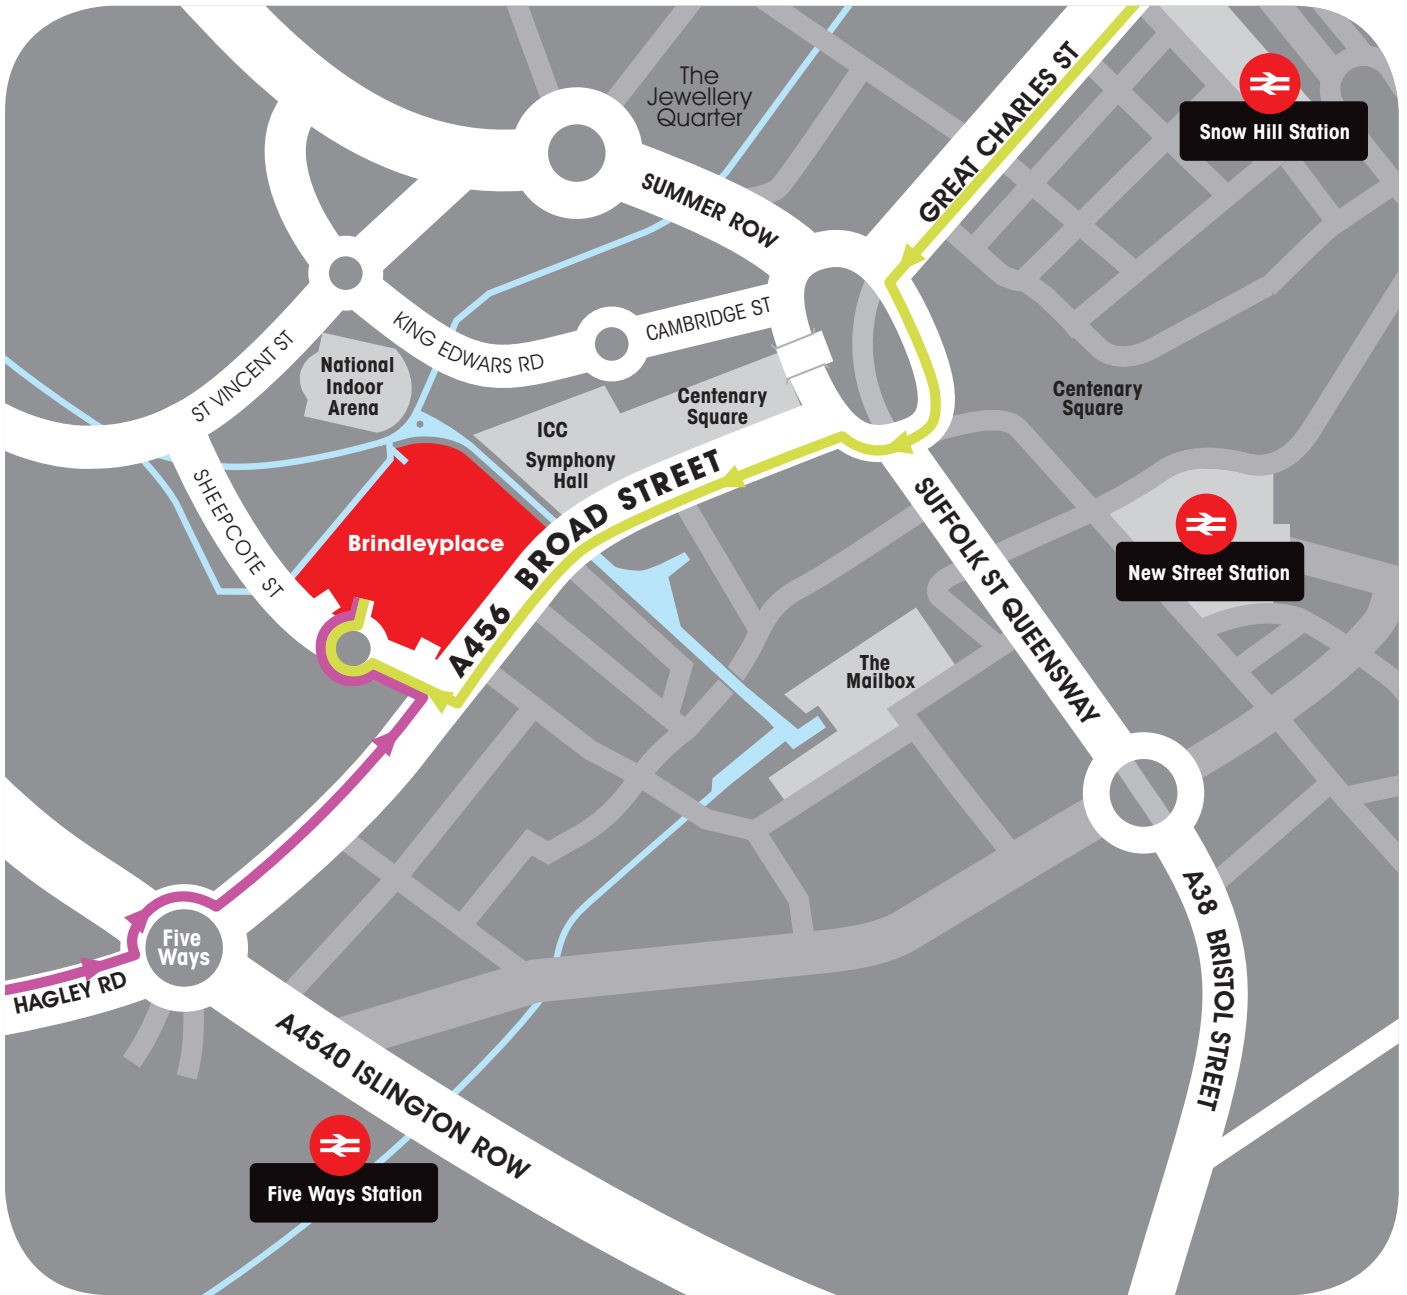 The
Jewellery
Quarter
GREAT CHARLES ST
Snow Hill Station
SUMMER ROW
CAMBRIDGE ST
KING EDWARS RD
ST VINCENT ST
National
Indoor
Arena
Centenary
Square
Centenary
Square
ICC
Symphony
Hall
BROAD STREET
A456
SHEEPCOTE ST
Brindleyplace
SUFFOLK ST QUEENSWAY
New Street Station
The
Mailbox
A38 BRISTOL STREET
Five
Ways
HAGLEY RD
A4540 ISLINGTON ROW
Five Ways Station